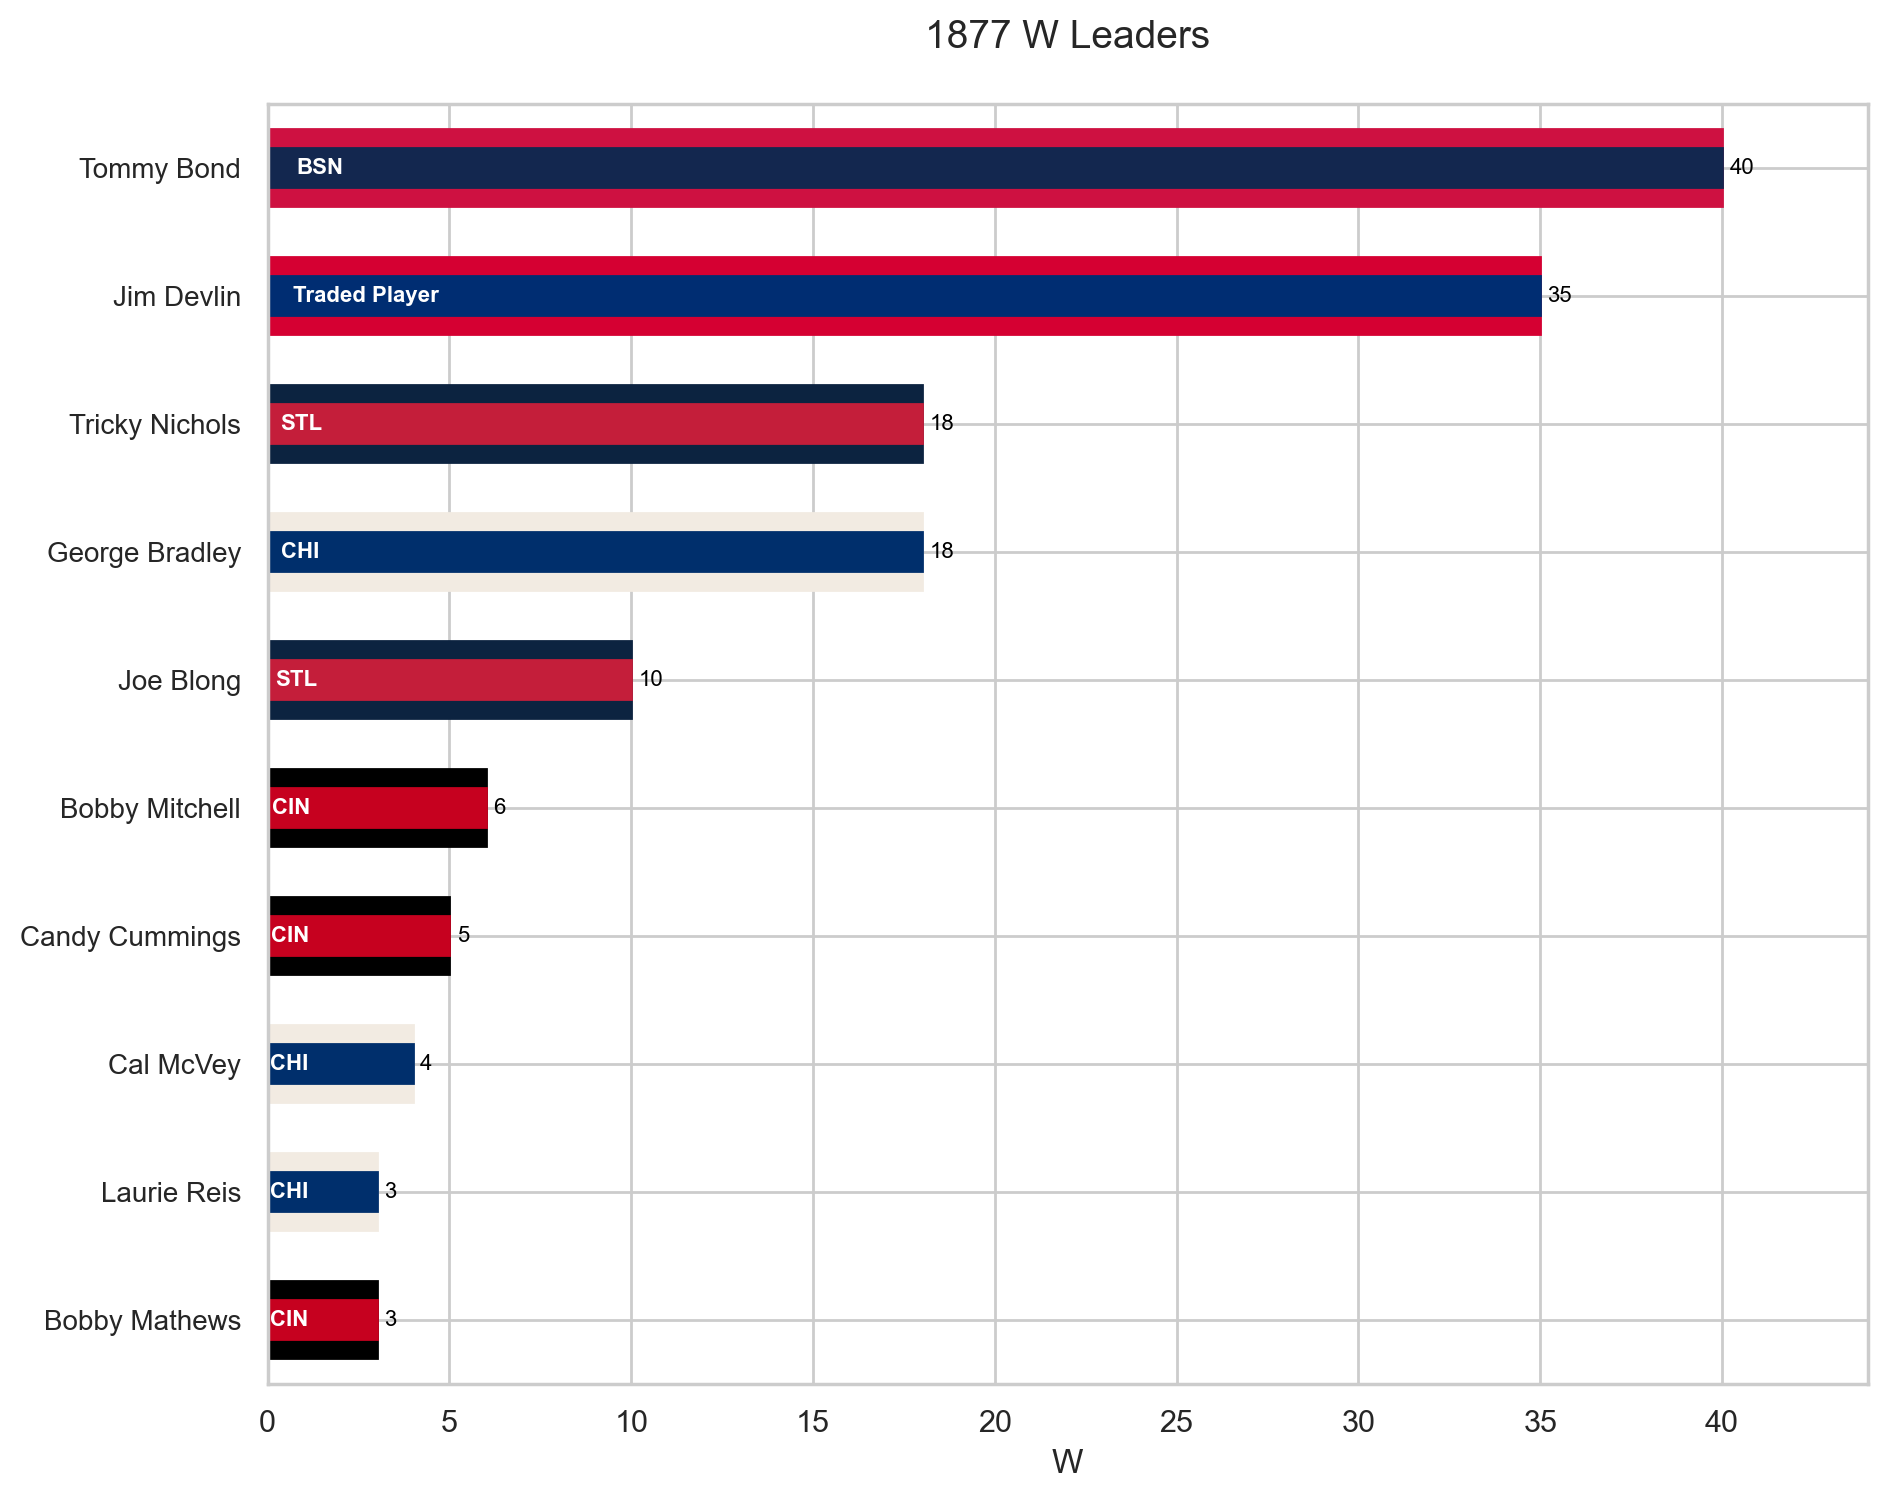 1877 W Leaders
Tommy Bond BSN 40
Jim Devlin Traded Player 35
Tricky Nichols STL 18
George Bradley CHI 18
Joe Blong STL 10
Bobby Mitchell CIN 6
Candy Cummings CIN 5
Cal McVey CHI 4
Laurie Reis CHI 3
Bobby Mathews CIN 3
0 5 10 15 20 25 30 35 40
W